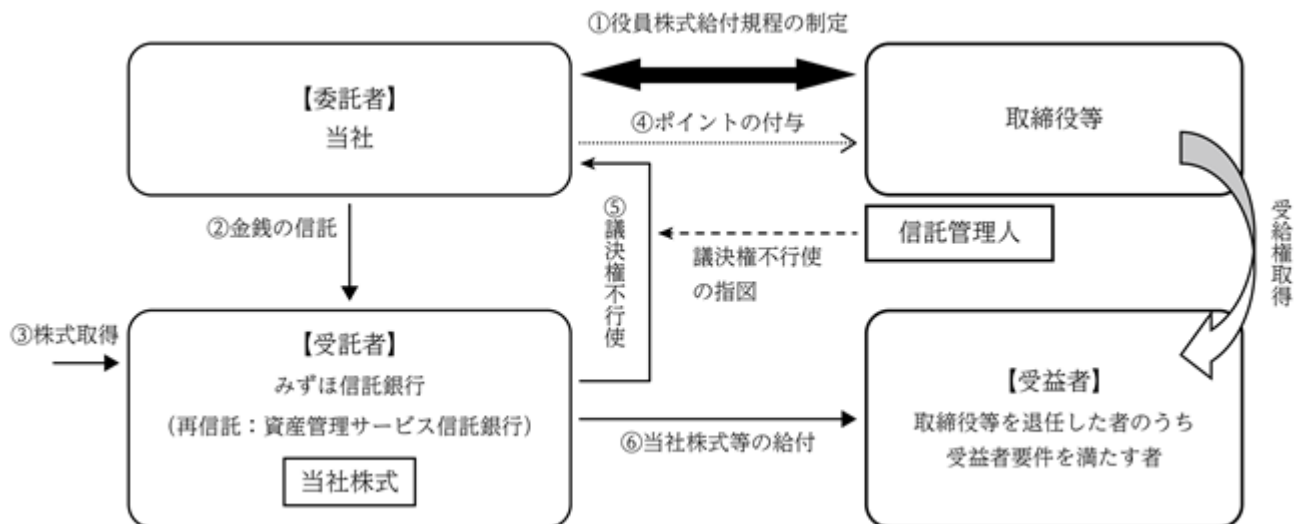 ①役員株式給付規程の制定
【委託者】
当社
④ポイントの付与
取締役等
②金銭の信託
⑤議決権不行使
議決権不行使
の指図
信託管理人
受給権取得
③株式取得
【受託者】
みずほ信託銀行
(再信託：資産管理サービス信託銀行)
当社株式
⑥当社株式等の給付
【受益者】
取締役等を退任した者のうち
受益者要件を満たす者